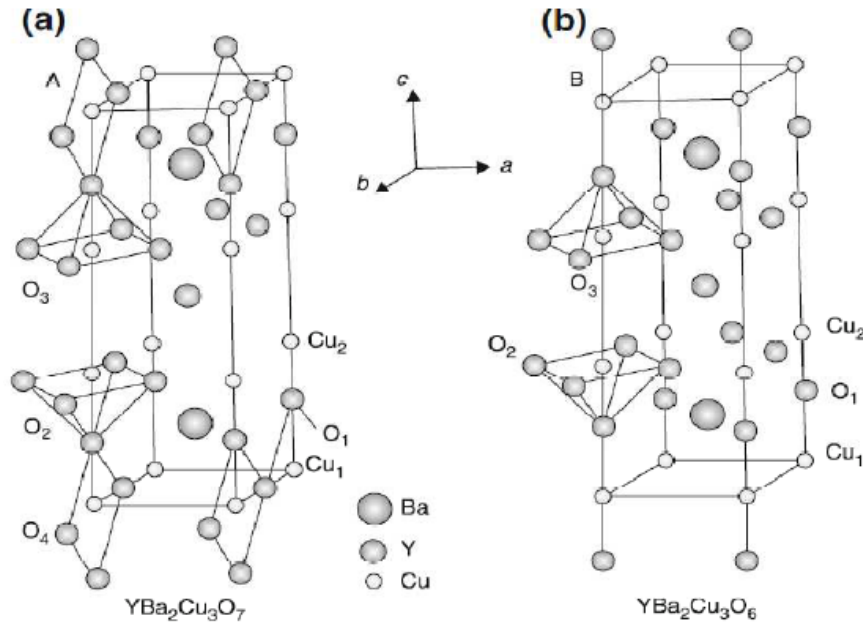 (a)
(b)
A
B
c
a
b
O₃
O₃
Cu₂
O₂
Cu₂
O₂
O₁
O₁
Cu₁
Cu₁
O₄
Ba
Y
Cu
YBa₂Cu₃O₇
YBa₂Cu₃O₆